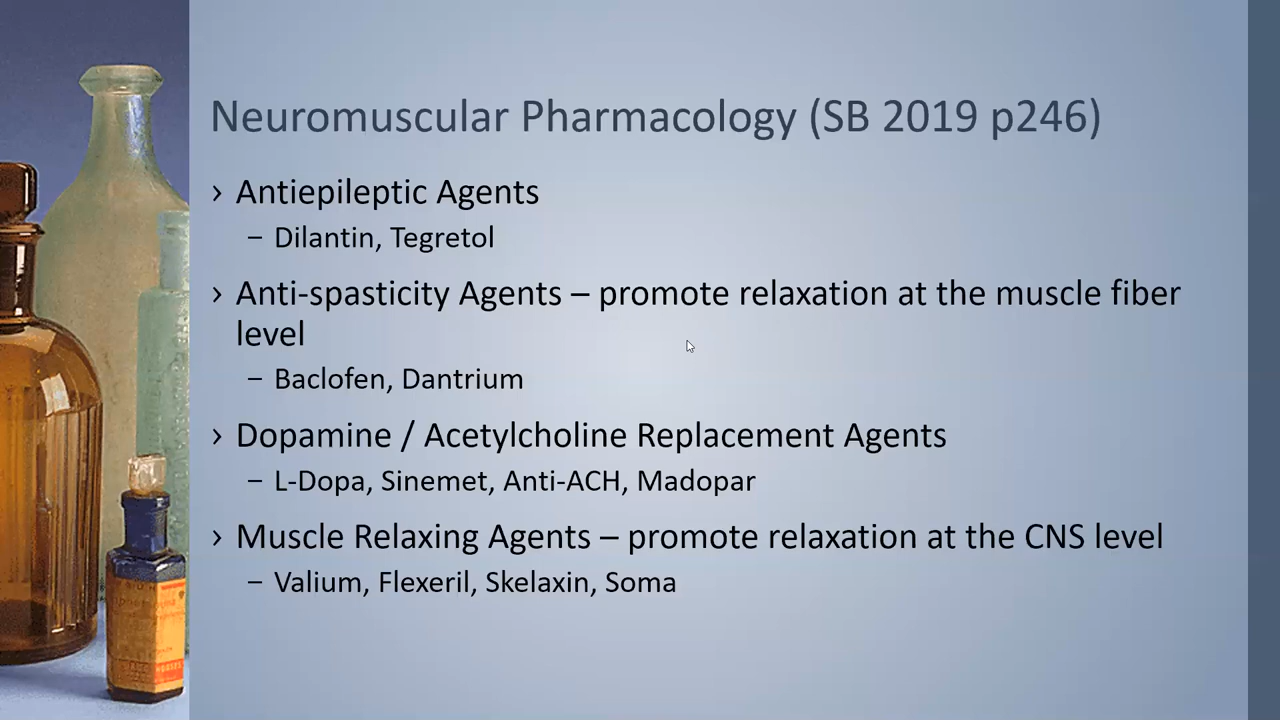 Neuromuscular Pharmacology (SB 2019 p246)
› Antiepileptic Agents
– Dilantin, Tegretol
› Anti-spasticity Agents – promote relaxation at the muscle fiber
level
– Baclofen, Dantrium
› Dopamine / Acetylcholine Replacement Agents
– L-Dopa, Sinemet, Anti-ACH, Madopar
› Muscle Relaxing Agents – promote relaxation at the CNS level
– Valium, Flexeril, Skelaxin, Soma